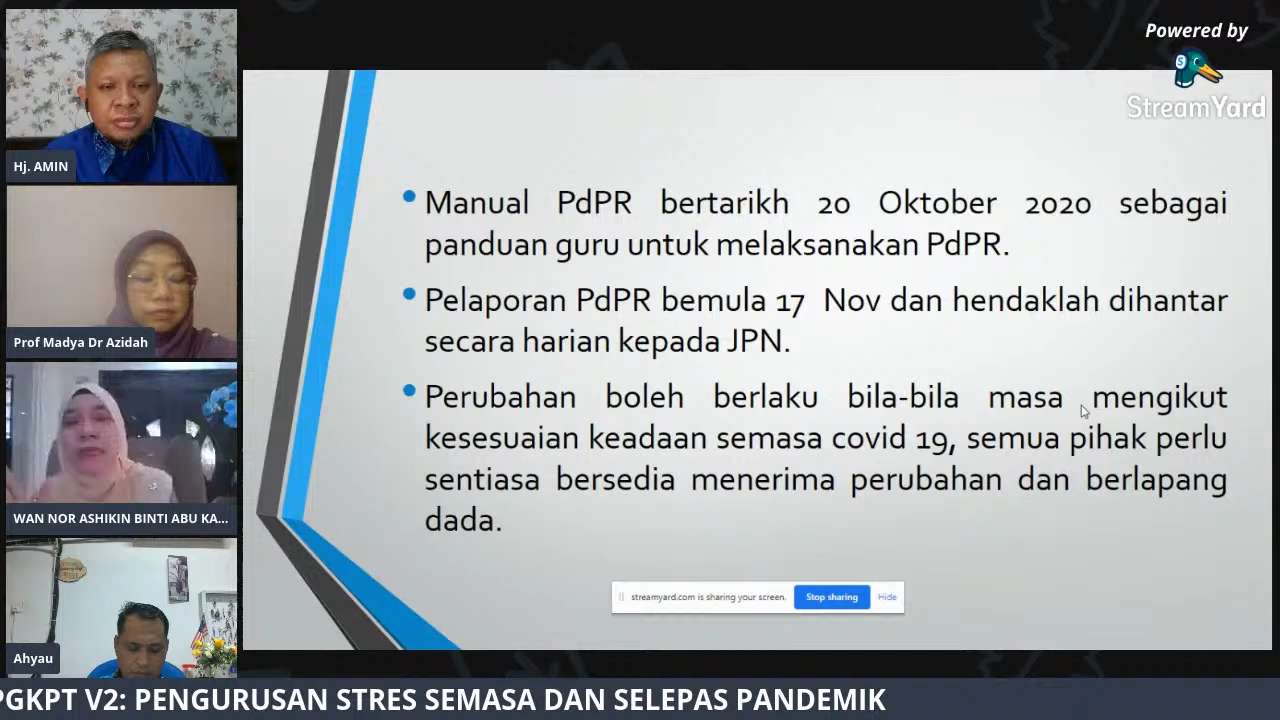 Powered by
StreamYard
Hj. AMIN
Prof Madya Dr Azidah
WAN NOR ASHIKIN BINTI ABU KA...
Ahyau
Manual PdPR bertarikh 20 Oktober 2020 sebagai
panduan guru untuk melaksanakan PdPR.
Pelaporan PdPR bemula 17 Nov dan hendaklah dihantar
secara harian kepada JPN.
Perubahan boleh berlaku bila-bila masa mengikut
kesesuaian keadaan semasa covid 19, semua pihak perlu
sentiasa bersedia menerima perubahan dan berlapang
dada.
streamyard.com is sharing your screen.
Stop sharing
Hide
PGKPT V2: PENGURUSAN STRES SEMASA DAN SELEPAS PANDEMIK